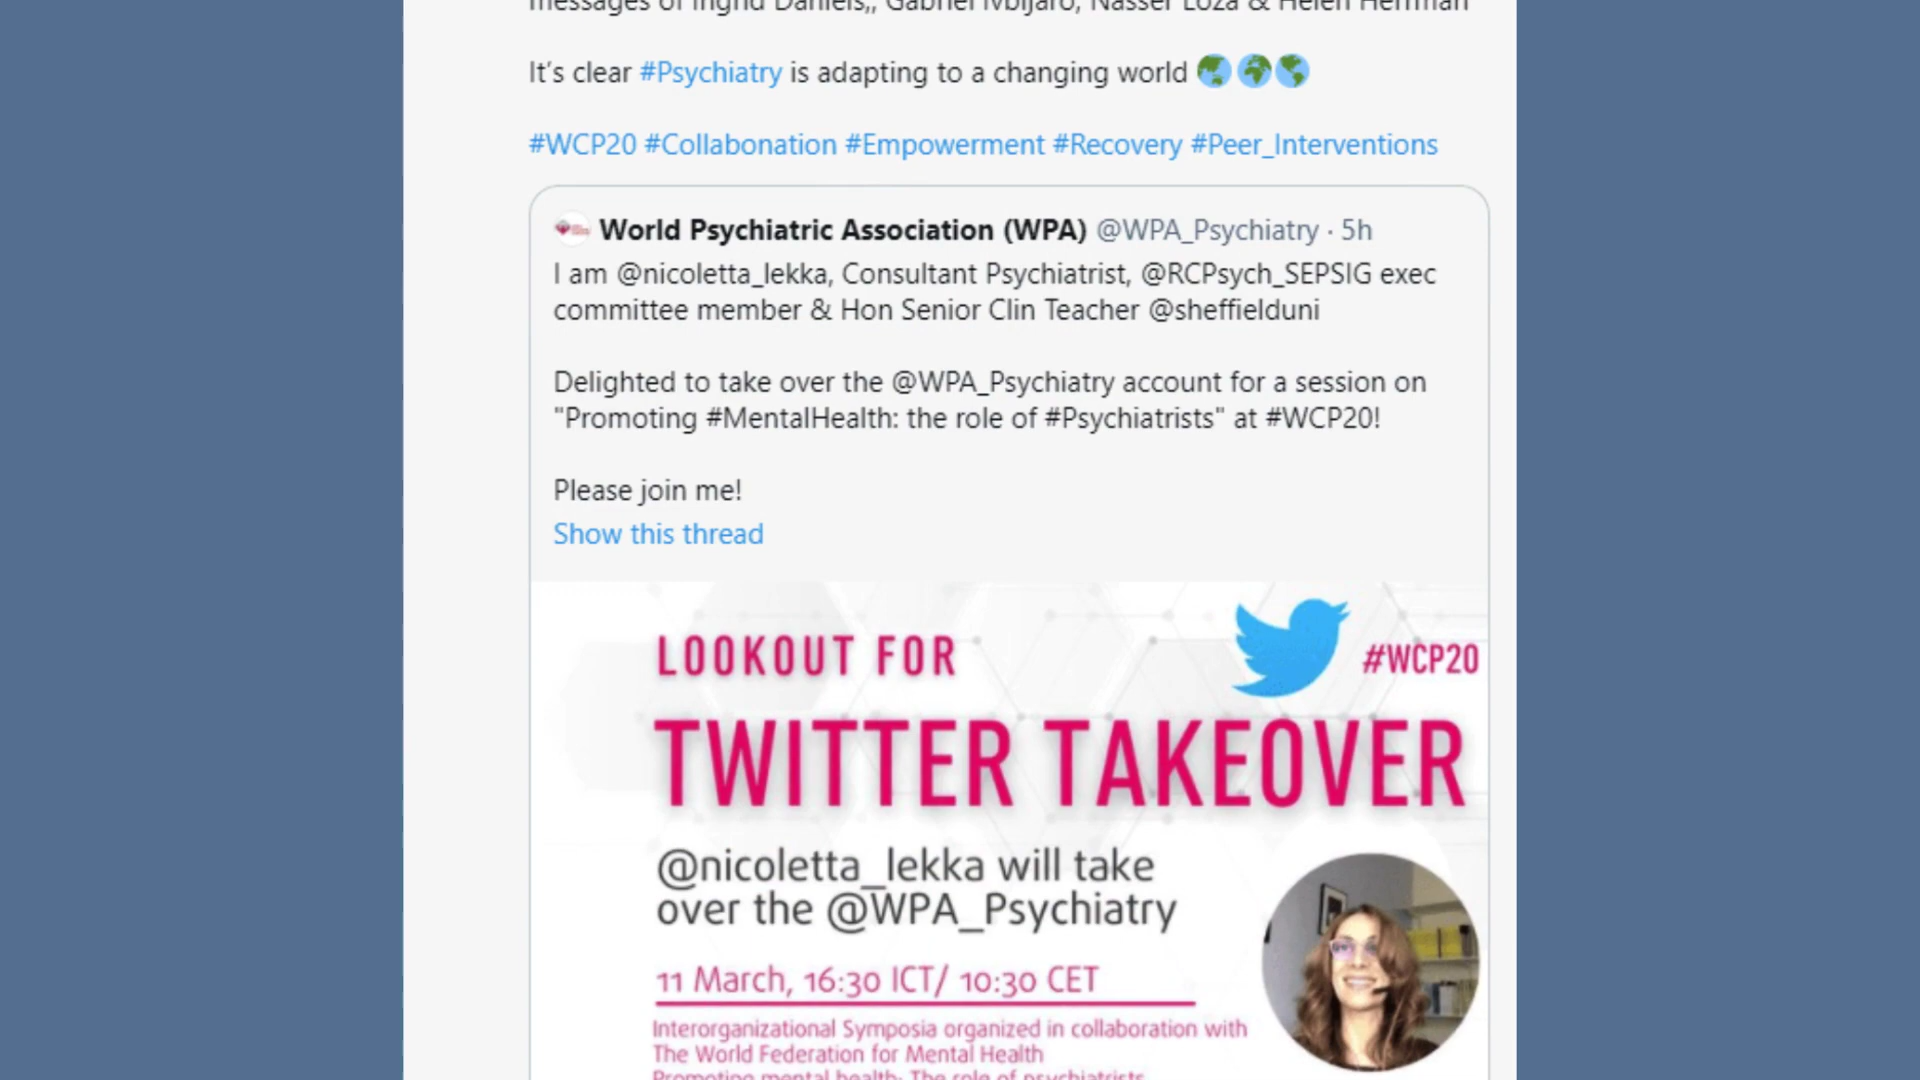 messages of Ingrid Daniels,, Gabriel Ivbijaro, Nasser Loza & Helen Herrman
It's clear #Psychiatry is adapting to a changing world
#WCP20 #Collabonation #Empowerment #Recovery #Peer_Interventions
World Psychiatric Association (WPA) @WPA_Psychiatry · 5h
I am @nicoletta_lekka, Consultant Psychiatrist, @RCPsych_SEPSIG exec
committee member & Hon Senior Clin Teacher @sheffielduni
Delighted to take over the @WPA_Psychiatry account for a session on
"Promoting #MentalHealth: the role of #Psychiatrists" at #WCP20!
Please join me!
Show this thread
LOOKOUT FOR
#WCP20
TWITTER TAKEOVER
@nicoletta_lekka will take
over the @WPA_Psychiatry
11 March, 16:30 ICT/ 10:30 CET
Interorganizational Symposia organized in collaboration with
The World Federation for Mental Health
Promoting mental health: The role of psychiatrists